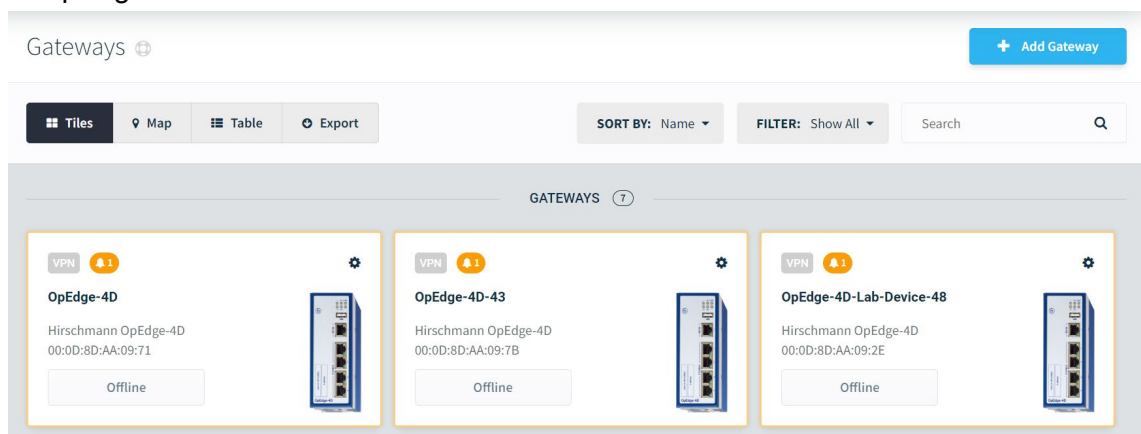 Gateways
+ Add Gateway
Tiles Map Table Export SORT BY: Name FILTER: Show All Search
GATEWAYS 7
VPN 1 VPN 1 VPN 1
OpEdge-4D OpEdge-4D-43 OpEdge-4D-Lab-Device-48
Hirschmann OpEdge-4D Hirschmann OpEdge-4D Hirschmann OpEdge-4D
00:0D:8D:AA:09:71 00:0D:8D:AA:09:7B 00:0D:8D:AA:09:2E
Offline Offline Offline